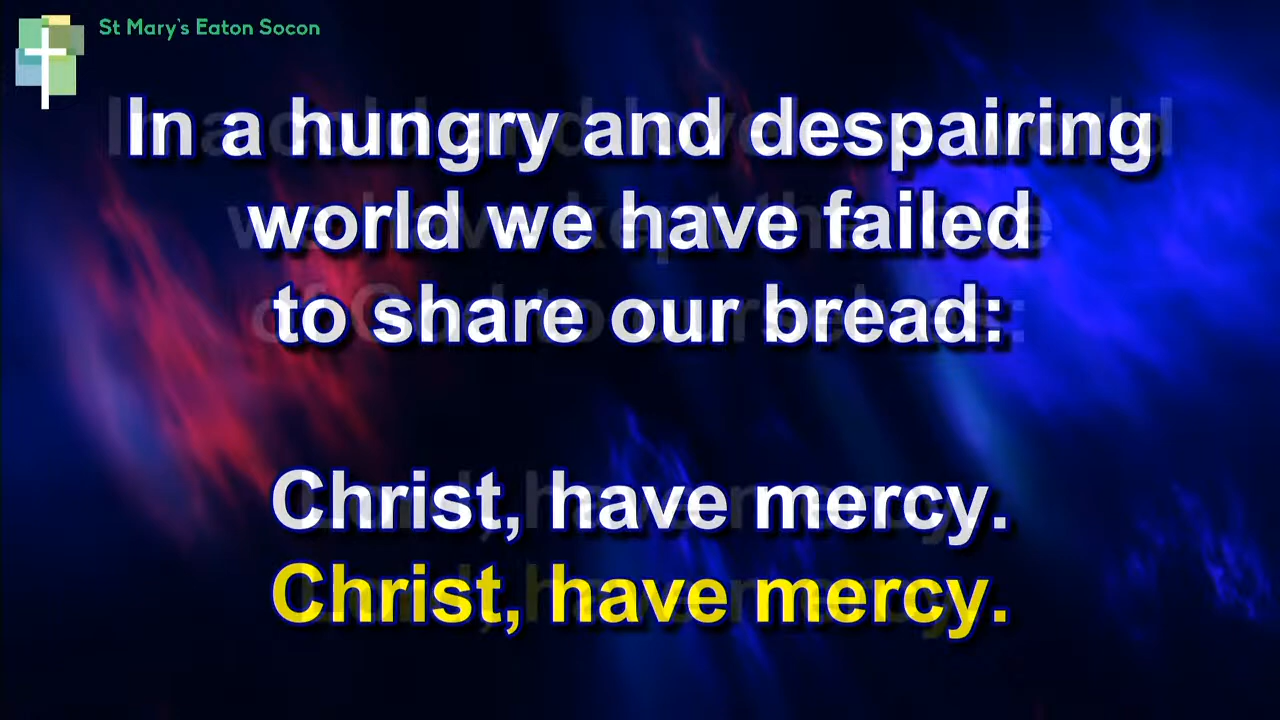 St Mary's Eaton Socon
In a hungry and despairing
world we have failed
to share our bread:
Christ, have mercy.
Christ, have mercy.